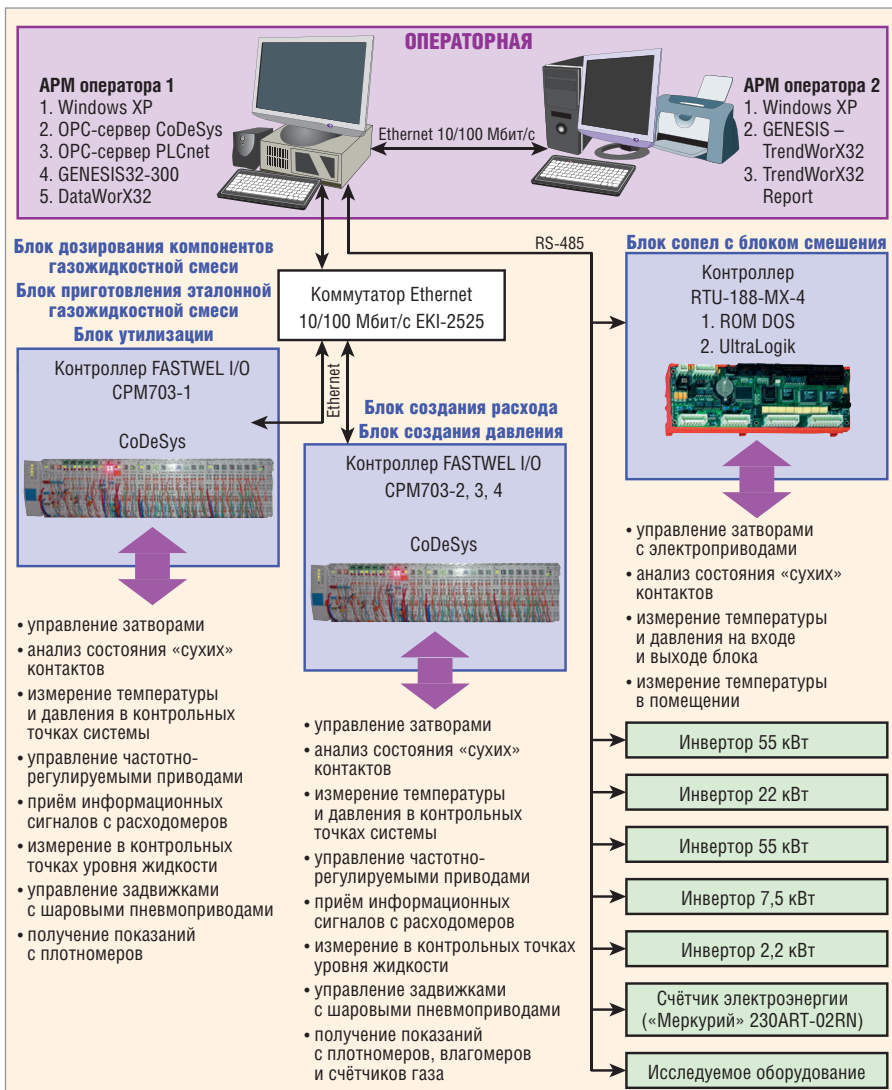 ОПЕРАТОРНАЯ
АРМ оператора 1
1. Windows XP
2. OPC-сервер CoDeSys
3. OPC-сервер PLCnet
4. GENESIS32-300
5. DataWorX32
Ethernet 10/100 Мбит/с
АРМ оператора 2
1. Windows XP
2. GENESIS –
TrendWorX32
3. TrendWorX32
Report
RS-485
Блок дозирования компонентов
газожидкостной смеси
Блок приготовления эталонной
газожидкостной смеси
Блок утилизации
Контроллер FASTWEL I/O
CPM703-1
CoDeSys
• управление затворами
• анализ состояния «сухих»
контактов
• измерение температуры
и давления в контрольных
точках системы
• управление частотно-
регулируемыми приводами
• приём информационных
сигналов с расходомеров
• измерение в контрольных
точках уровня жидкости
• управление задвижками
с шаровыми пневмоприводами
• получение показаний
с плотномеров
Коммутатор Ethernet
10/100 Мбит/с EKI-2525
Ethernet
Блок создания расхода
Блок создания давления
Контроллер FASTWEL I/O
CPM703-2, 3, 4
CoDeSys
• управление затворами
• анализ состояния «сухих»
контактов
• измерение температуры
и давления в контрольных
точках системы
• управление частотно-
регулируемыми приводами
• приём информационных
сигналов с расходомеров
• измерение в контрольных точках
уровня жидкости
• управление задвижками
с шаровыми пневмоприводами
• получение показаний
с плотномеров, влагомеров
и счётчиков газа
Блок сопел с блоком смешения
Контроллер
RTU-188-MX-4
1. ROM DOS
2. UltraLogik
• управление затворами
с электроприводами
• анализ состояния «сухих»
контактов
• измерение температуры
и давления на входе
и выходе блока
• измерение температуры
в помещении
Инвертор 55 кВт
Инвертор 22 кВт
Инвертор 55 кВт
Инвертор 7,5 кВт
Инвертор 2,2 кВт
Счётчик электроэнергии
(«Меркурий» 230ART-02RN)
Исследуемое оборудование